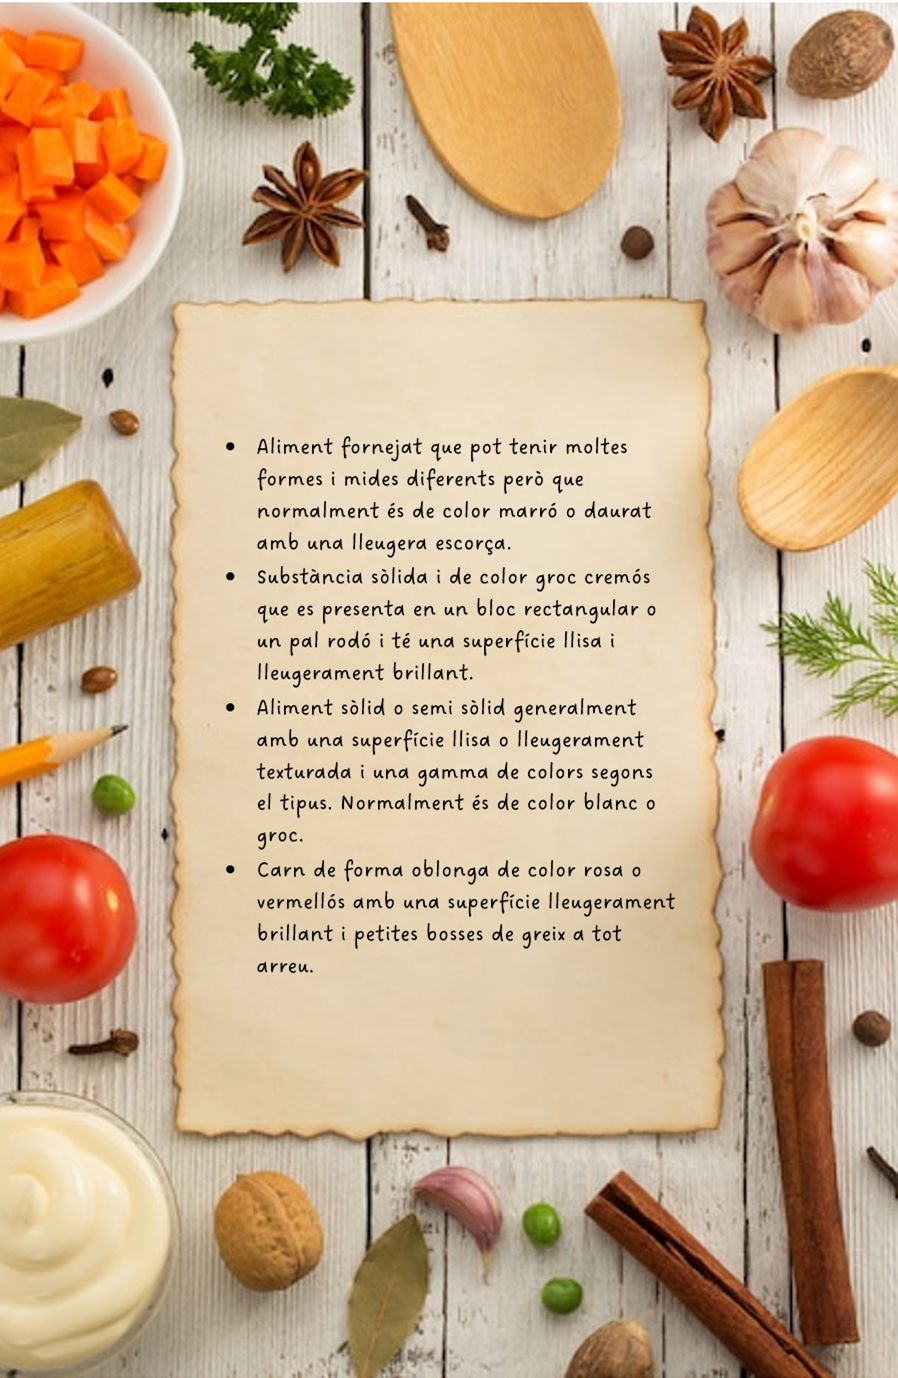 • Aliment fornejat que pot tenir moltes
formes i mides diferents però que
normalment és de color marró o daurat
amb una lleugera escorça.
• Substància sòlida i de color groc cremós
que es presenta en un bloc rectangular o
un pal rodó i té una superfície llisa i
lleugerament brillant.
• Aliment sòlid o semi sòlid generalment
amb una superfície llisa o lleugerament
texturada i una gamma de colors segons
el tipus. Normalment és de color blanc o
groc.
• Carn de forma oblonga de color rosa o
vermellós amb una superfície lleugerament
brillant i petites bosses de greix a tot
arreu.